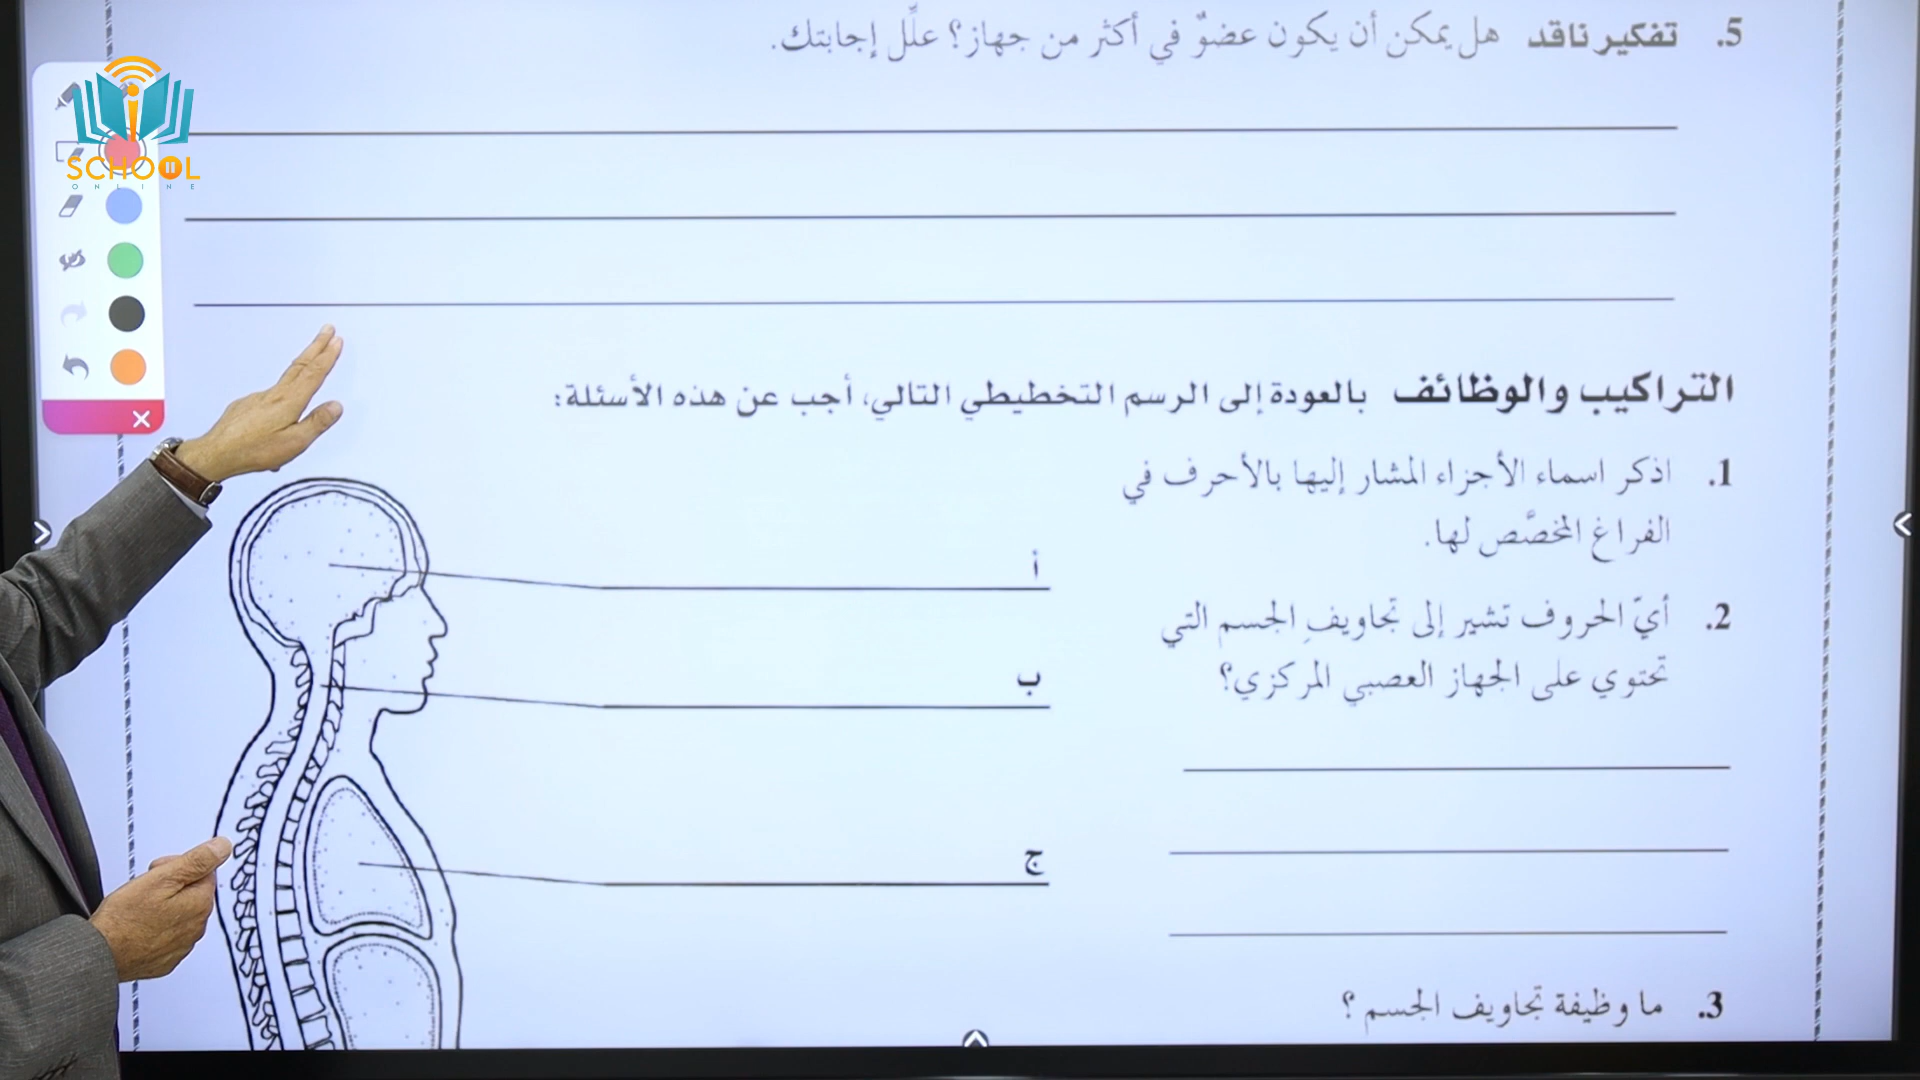 5. تفكير ناقد هل يمكن أن يكون عضوٌ في أكثر من جهاز؟ علِّل إجابتك.
SCHOOL
ONLINE
التراكيب والوظائف بالعودة إلى الرسم التخطيطي التالي، أجب عن هذه الأسئلة:
1. اذكر اسماء الأجزاء المشار إليها بالأحرف في
الفراغ المخصَّص لها.
أ
2. أيّ الحروف تشير إلى تجاويفِ الجسم التي
تحتوي على الجهاز العصبي المركزي؟
ب
ج
3. ما وظيفة تجاويف الجسم ؟